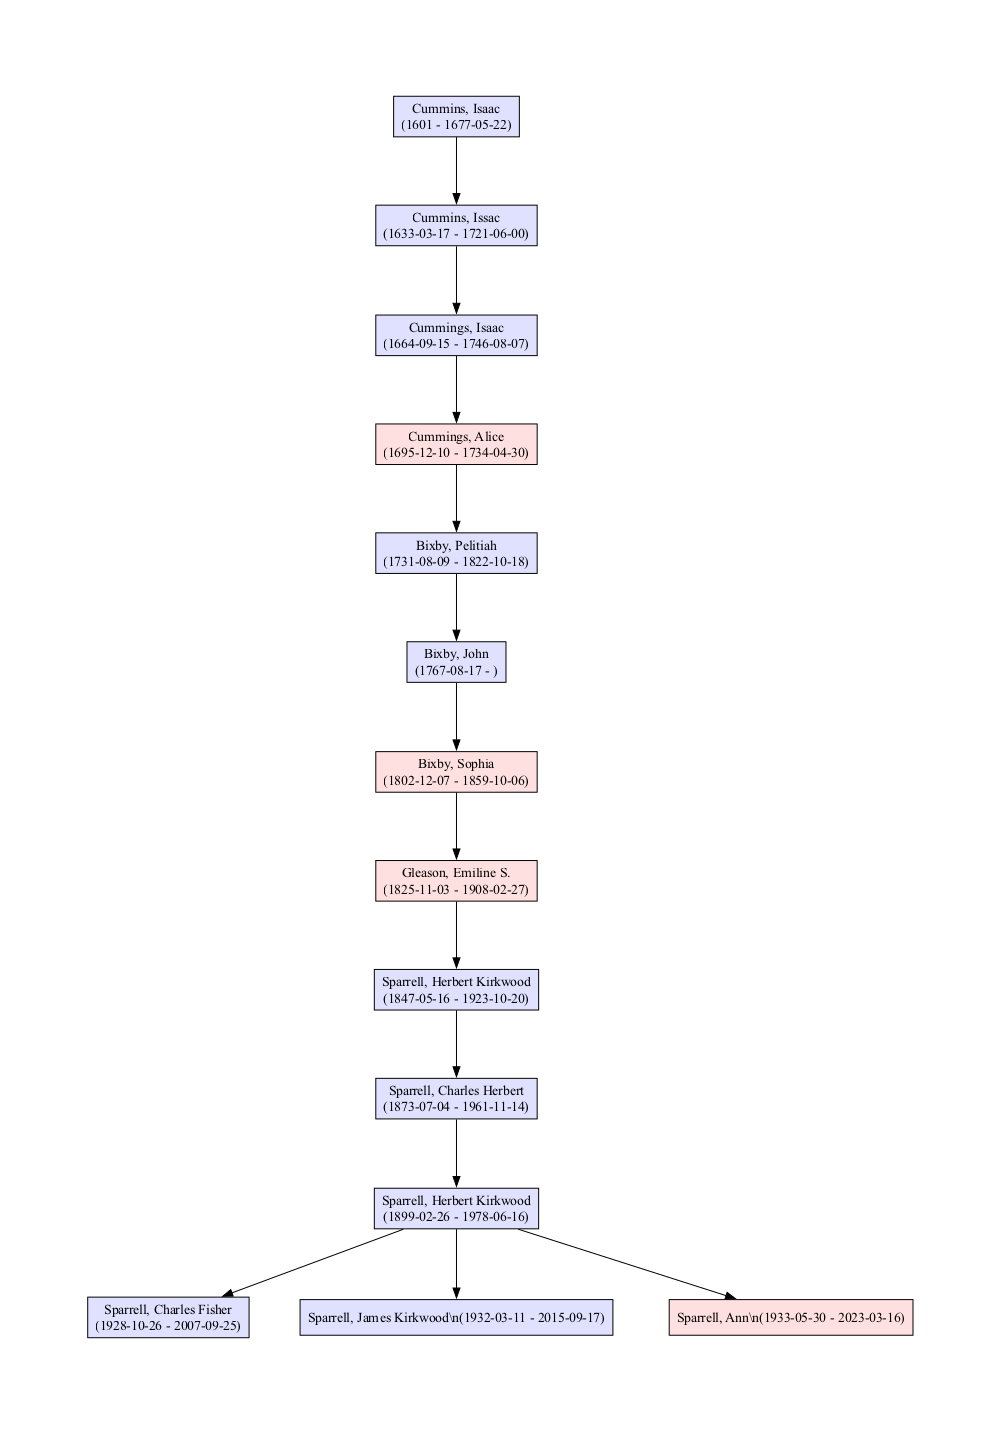 Cummins, Isaac
(1601 - 1677-05-22)
Cummins, Issac
(1633-03-17 - 1721-06-00)
Cummings, Isaac
(1664-09-15 - 1746-08-07)
Cummings, Alice
(1695-12-10 - 1734-04-30)
Bixby, Pelitiah
(1731-08-09 - 1822-10-18)
Bixby, John
(1767-08-17 - )
Bixby, Sophia
(1802-12-07 - 1859-10-06)
Gleason, Emiline S.
(1825-11-03 - 1908-02-27)
Sparrell, Herbert Kirkwood
(1847-05-16 - 1923-10-20)
Sparrell, Charles Herbert
(1873-07-04 - 1961-11-14)
Sparrell, Herbert Kirkwood
(1899-02-26 - 1978-06-16)
Sparrell, Charles Fisher
(1928-10-26 - 2007-09-25)
Sparrell, James Kirkwood\n(1932-03-11 - 2015-09-17)
Sparrell, Ann\n(1933-05-30 - 2023-03-16)